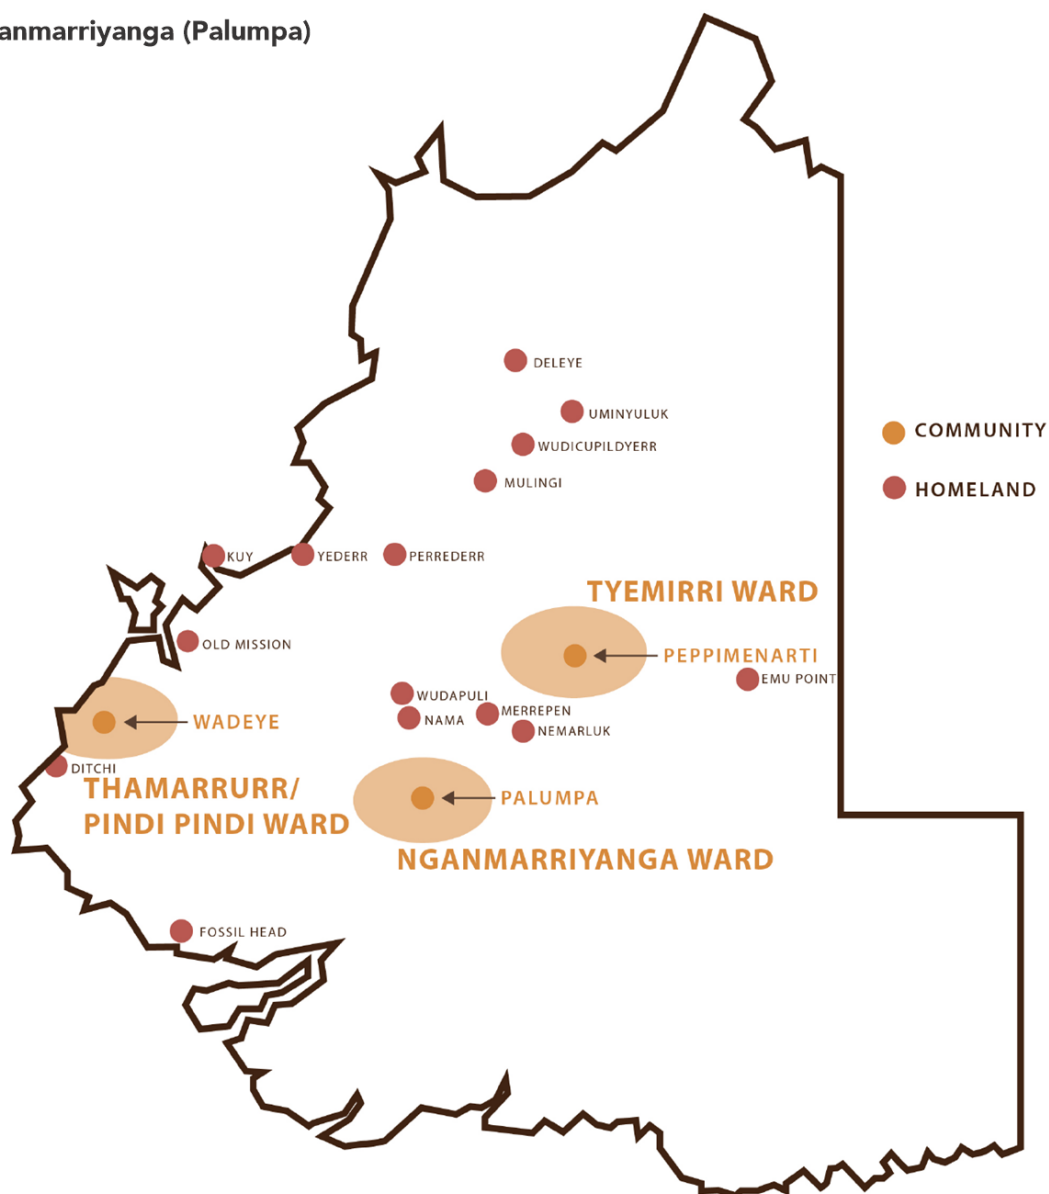 anmarriyanga (Palumpa)
DELEYE
UMINYULUK
COMMUNITY
WUDICUPILDYERR
MULINGI
HOMELAND
KUY
YEDERR
PERREDERR
TYEMIRRI WARD
OLD MISSION
PEPPIMENARTI
EMU POINT
WUDAPULI
MERREPEN
WADEYE
NAMA
NEMARLUK
DITCHI
THAMARRURR/
PINDI PINDI WARD
PALUMPA
NGANMARRIYANGA WARD
FOSSIL HEAD